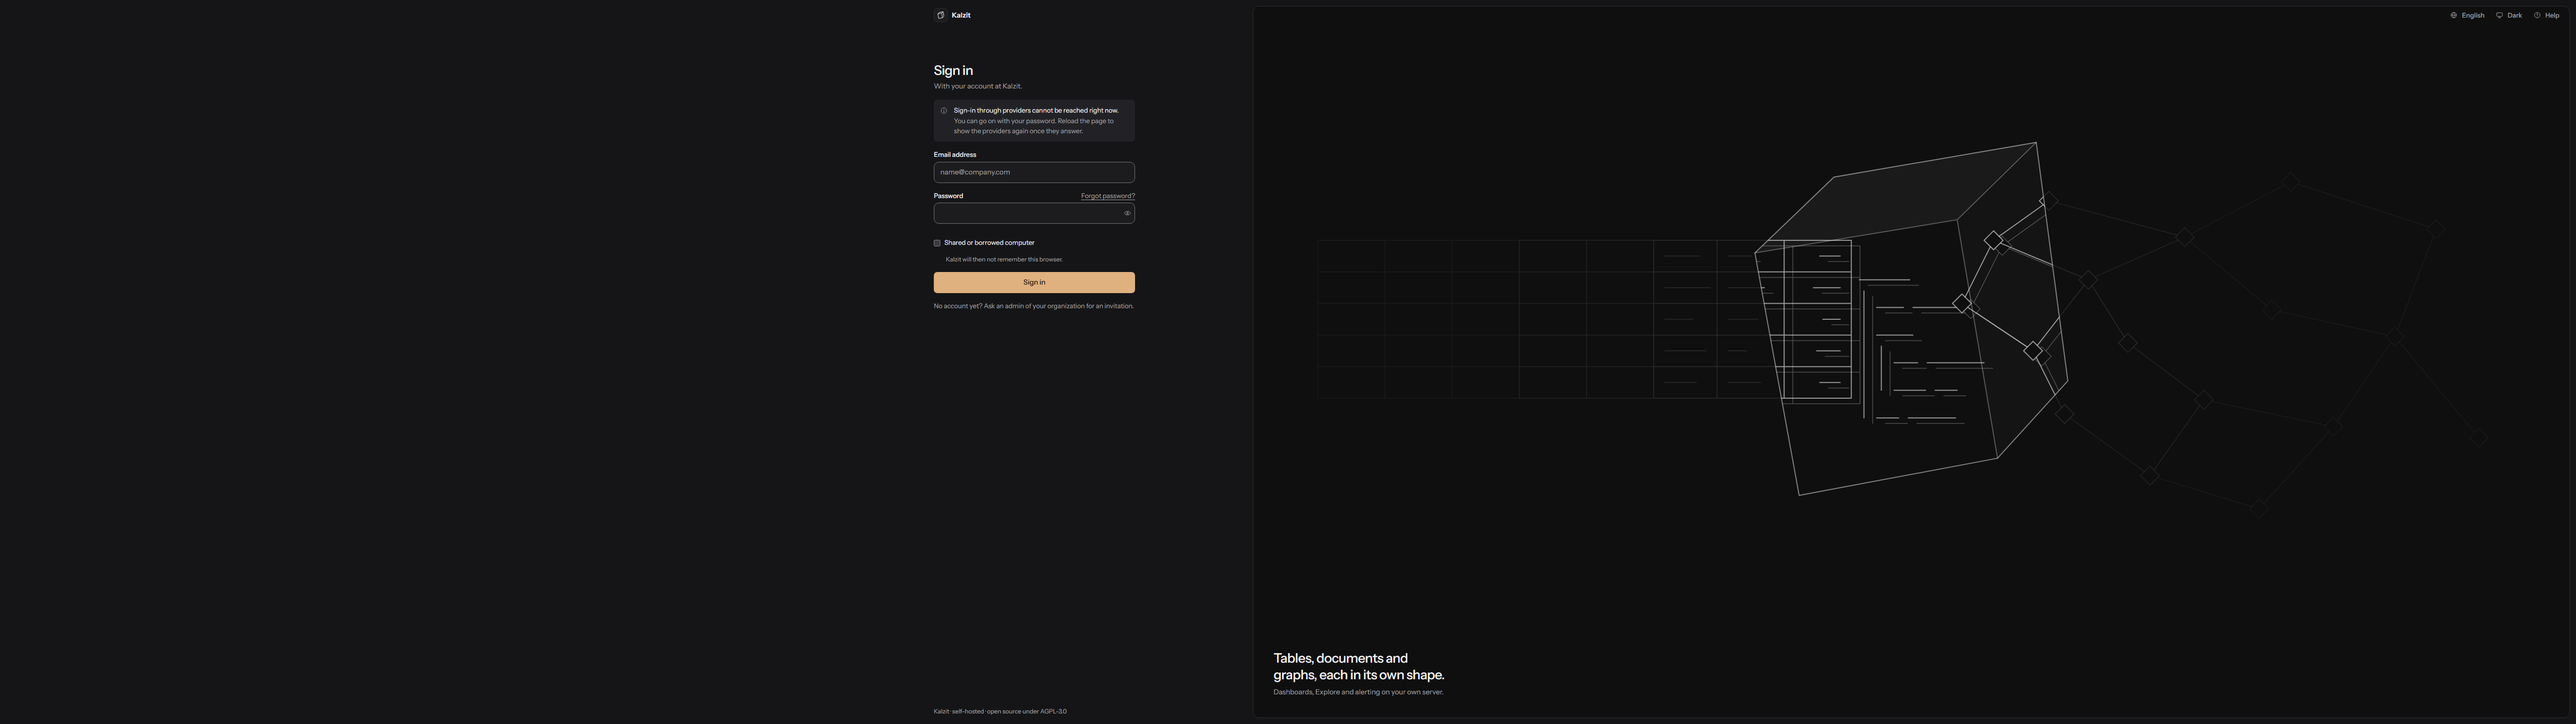 Kalzit
English
Dark
Help
Sign in
With your account at Kalzit.
Sign-in through providers cannot be reached right now.
You can go on with your password. Reload the page to
show the providers again once they answer.
Email address
name@company.com
Password
Forgot password?
Shared or borrowed computer
Kalzit will then not remember this browser.
Sign in
No account yet? Ask an admin of your organization for an invitation.
Tables, documents and
graphs, each in its own shape.
Dashboards, Explore and alerting on your own server.
Kalzit · self-hosted · open source under AGPL-3.0